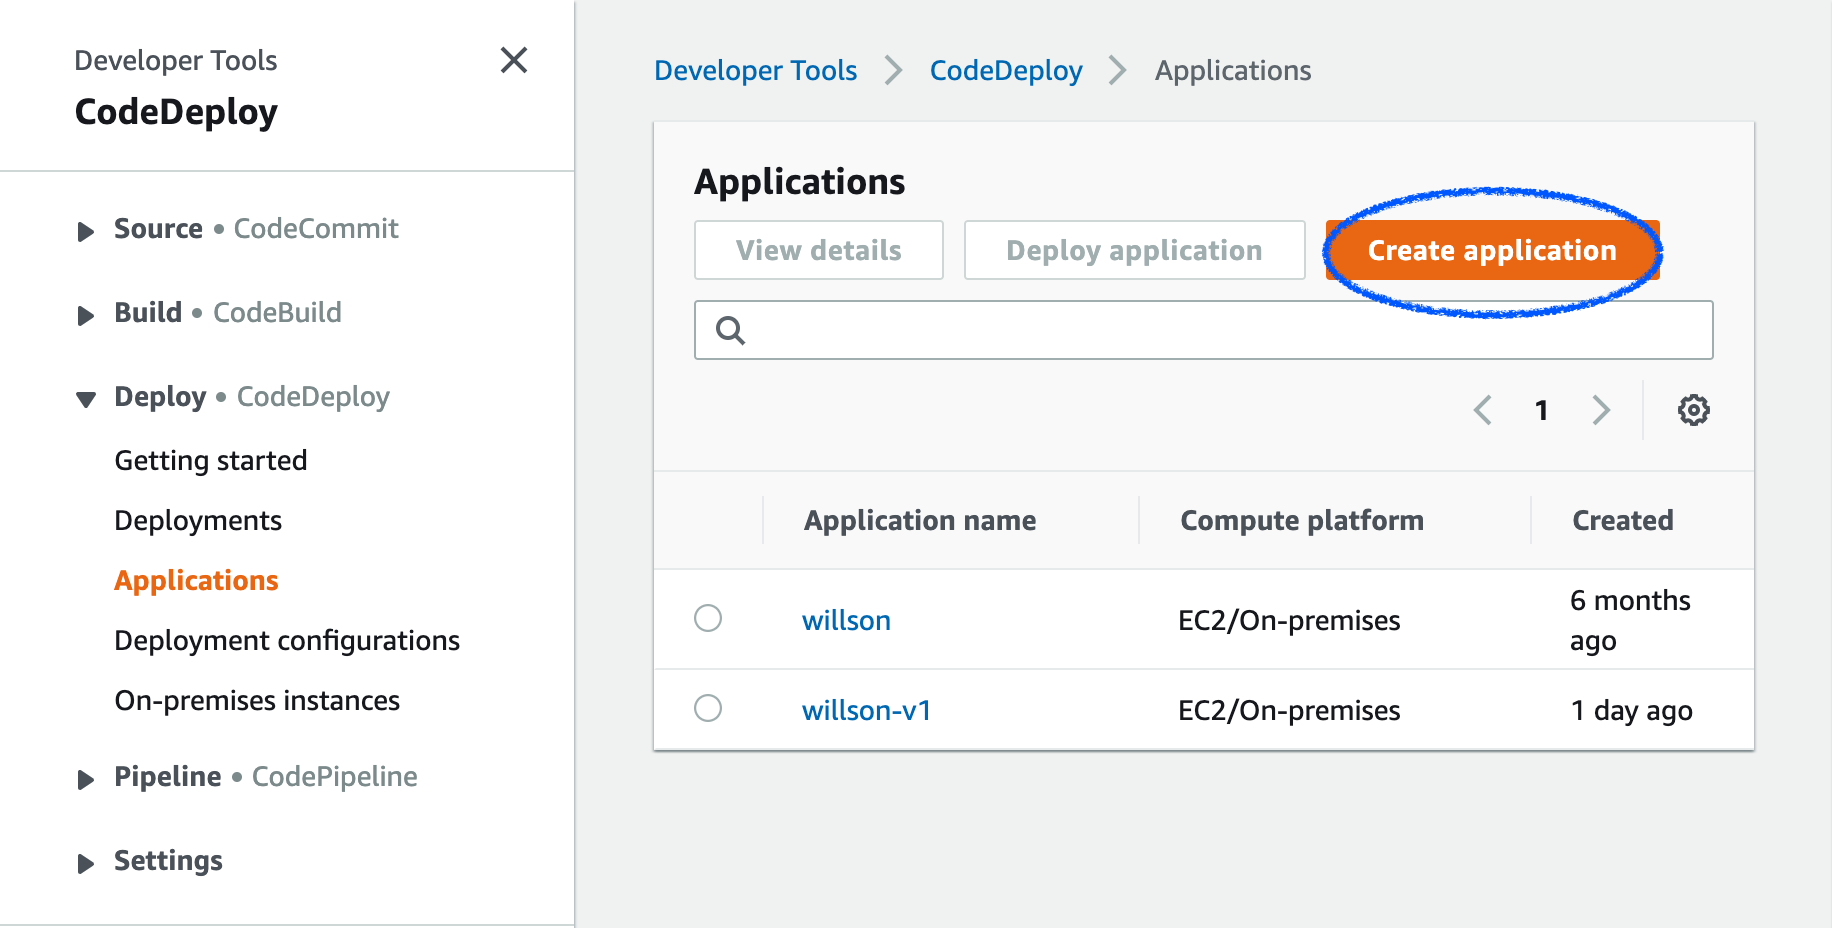 Developer Tools
CodeDeploy
Source • CodeCommit
Build • CodeBuild
Deploy • CodeDeploy
Getting started
Deployments
Applications
Deployment configurations
On-premises instances
Pipeline • CodePipeline
Settings
Developer Tools > CodeDeploy > Applications
Applications
View details Deploy application Create application
1
Application name Compute platform Created
willson EC2/On-premises 6 months
ago
willson-v1 EC2/On-premises 1 day ago